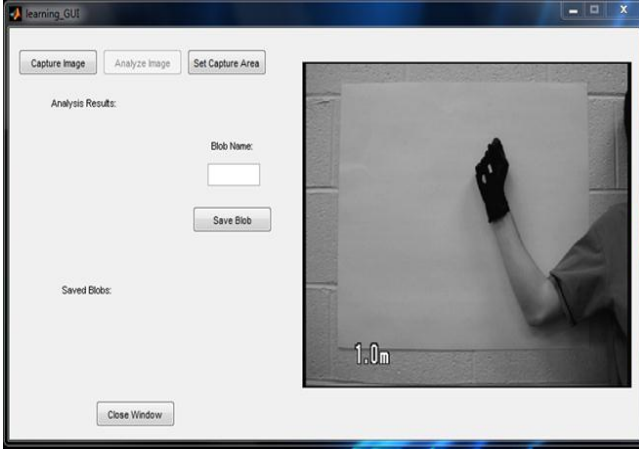 learning_GUI
Capture Image
Analyze Image
Set Capture Area
Analysis Results:
Blob Name:
Save Blob
Saved Blobs:
1.0m
Close Window